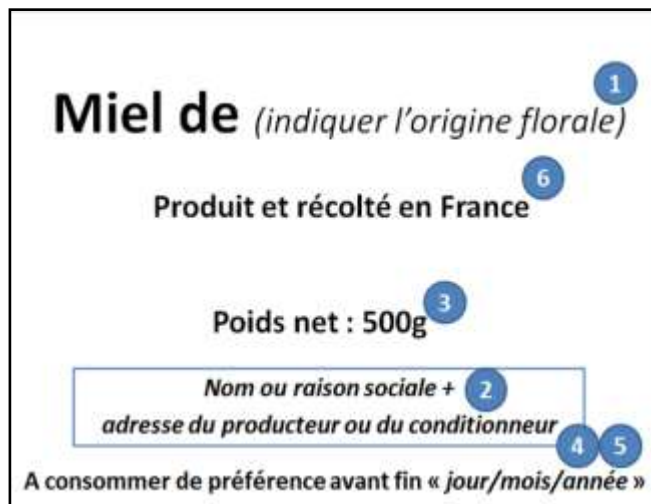 1
Miel de (indiquer l'origine florale)
6
Produit et récolté en France
3
Poids net : 500g
Nom ou raison sociale + 2
adresse du producteur ou du conditionneur
4 5
A consommer de préférence avant fin « jour/mois/année »